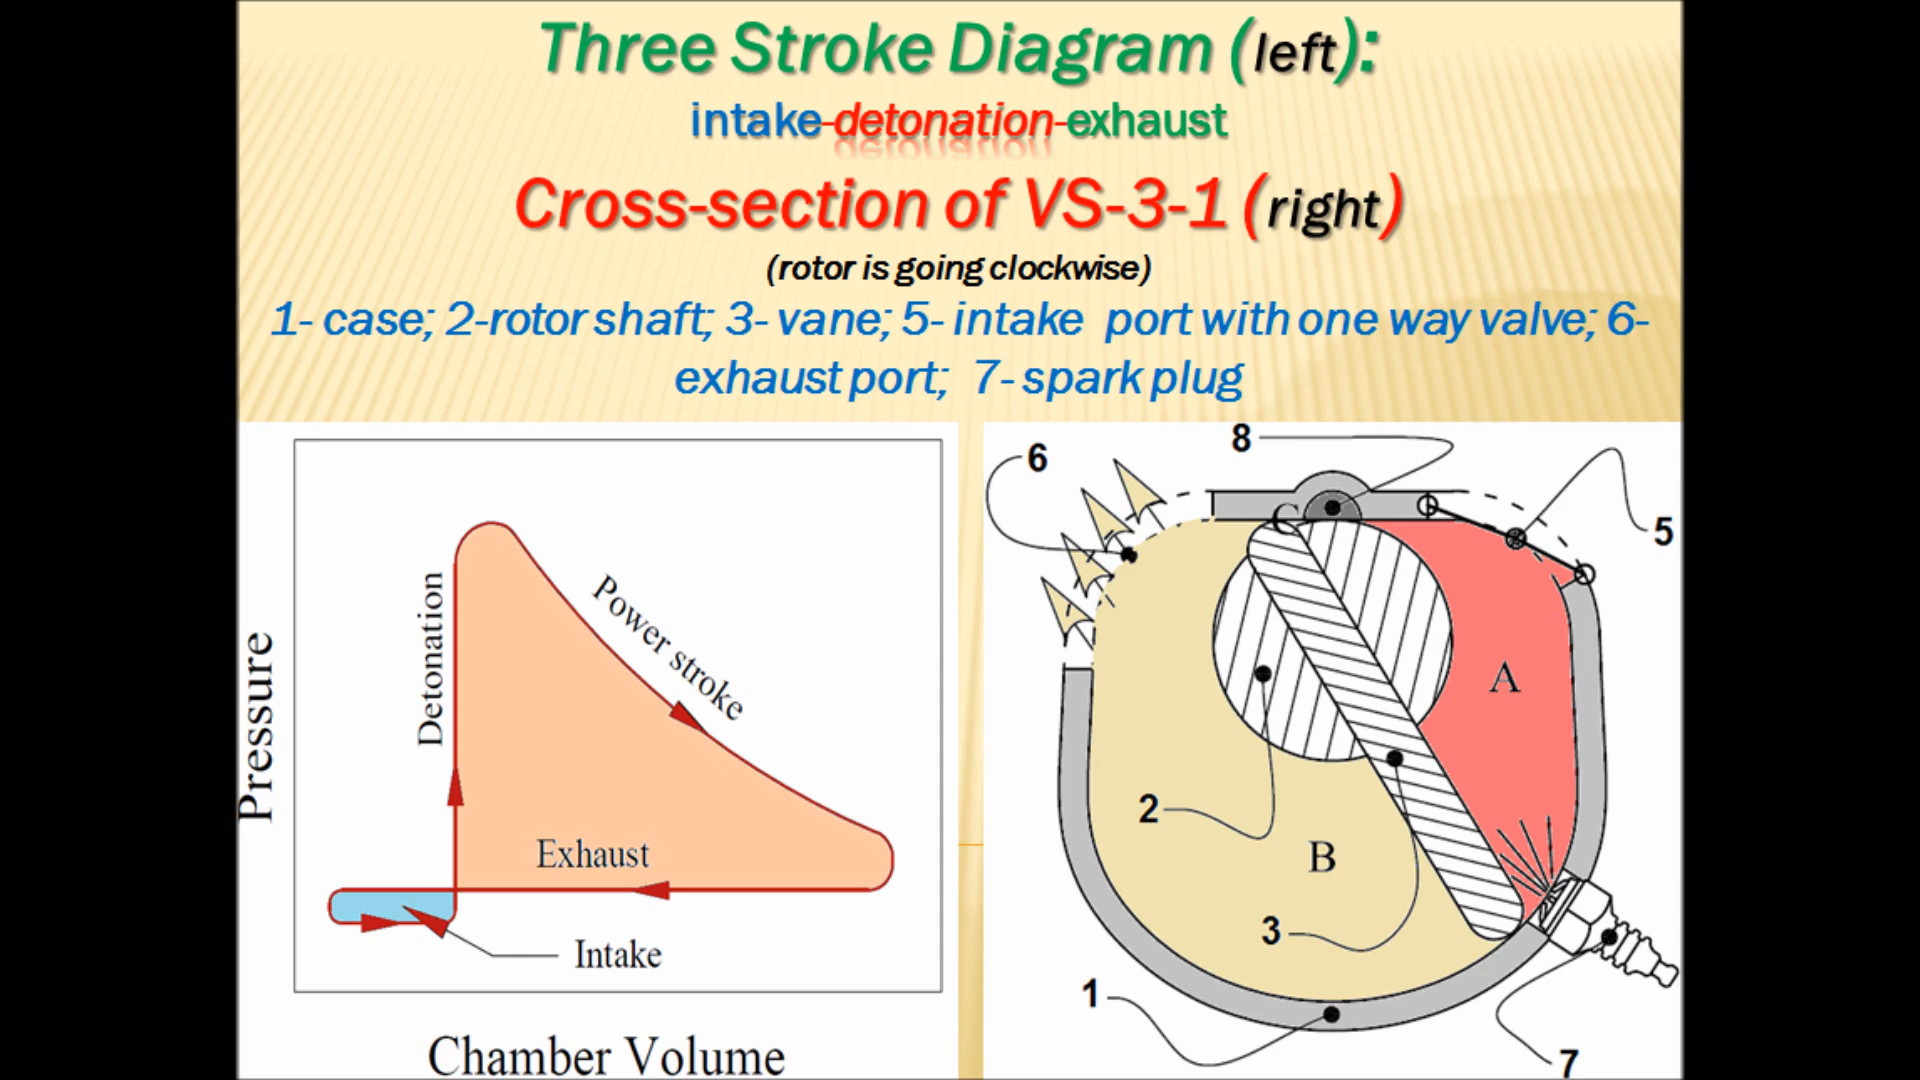 Three Stroke Diagram (left):
intake-detonation-exhaust
Cross-section of VS-3-1 (right)
(rotor is going clockwise)
1- case; 2-rotor shaft; 3- vane; 5- intake port with one way valve; 6-
exhaust port; 7- spark plug
Pressure
Detonation
Power stroke
Exhaust
Intake
Chamber Volume
6
8
5
C
A
2
B
3
1
7